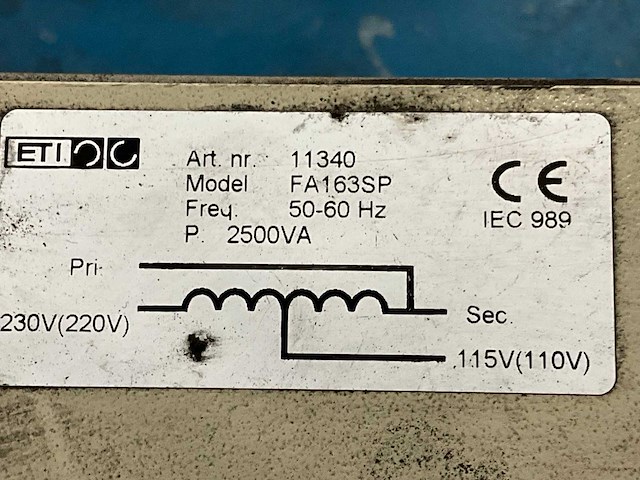 ETI
Art. nr. 11340
Model FA163SP
Freq. 50-60 Hz
P. 2500VA
CE
IEC 989
Pri
230V(220V)
Sec.
115V(110V)